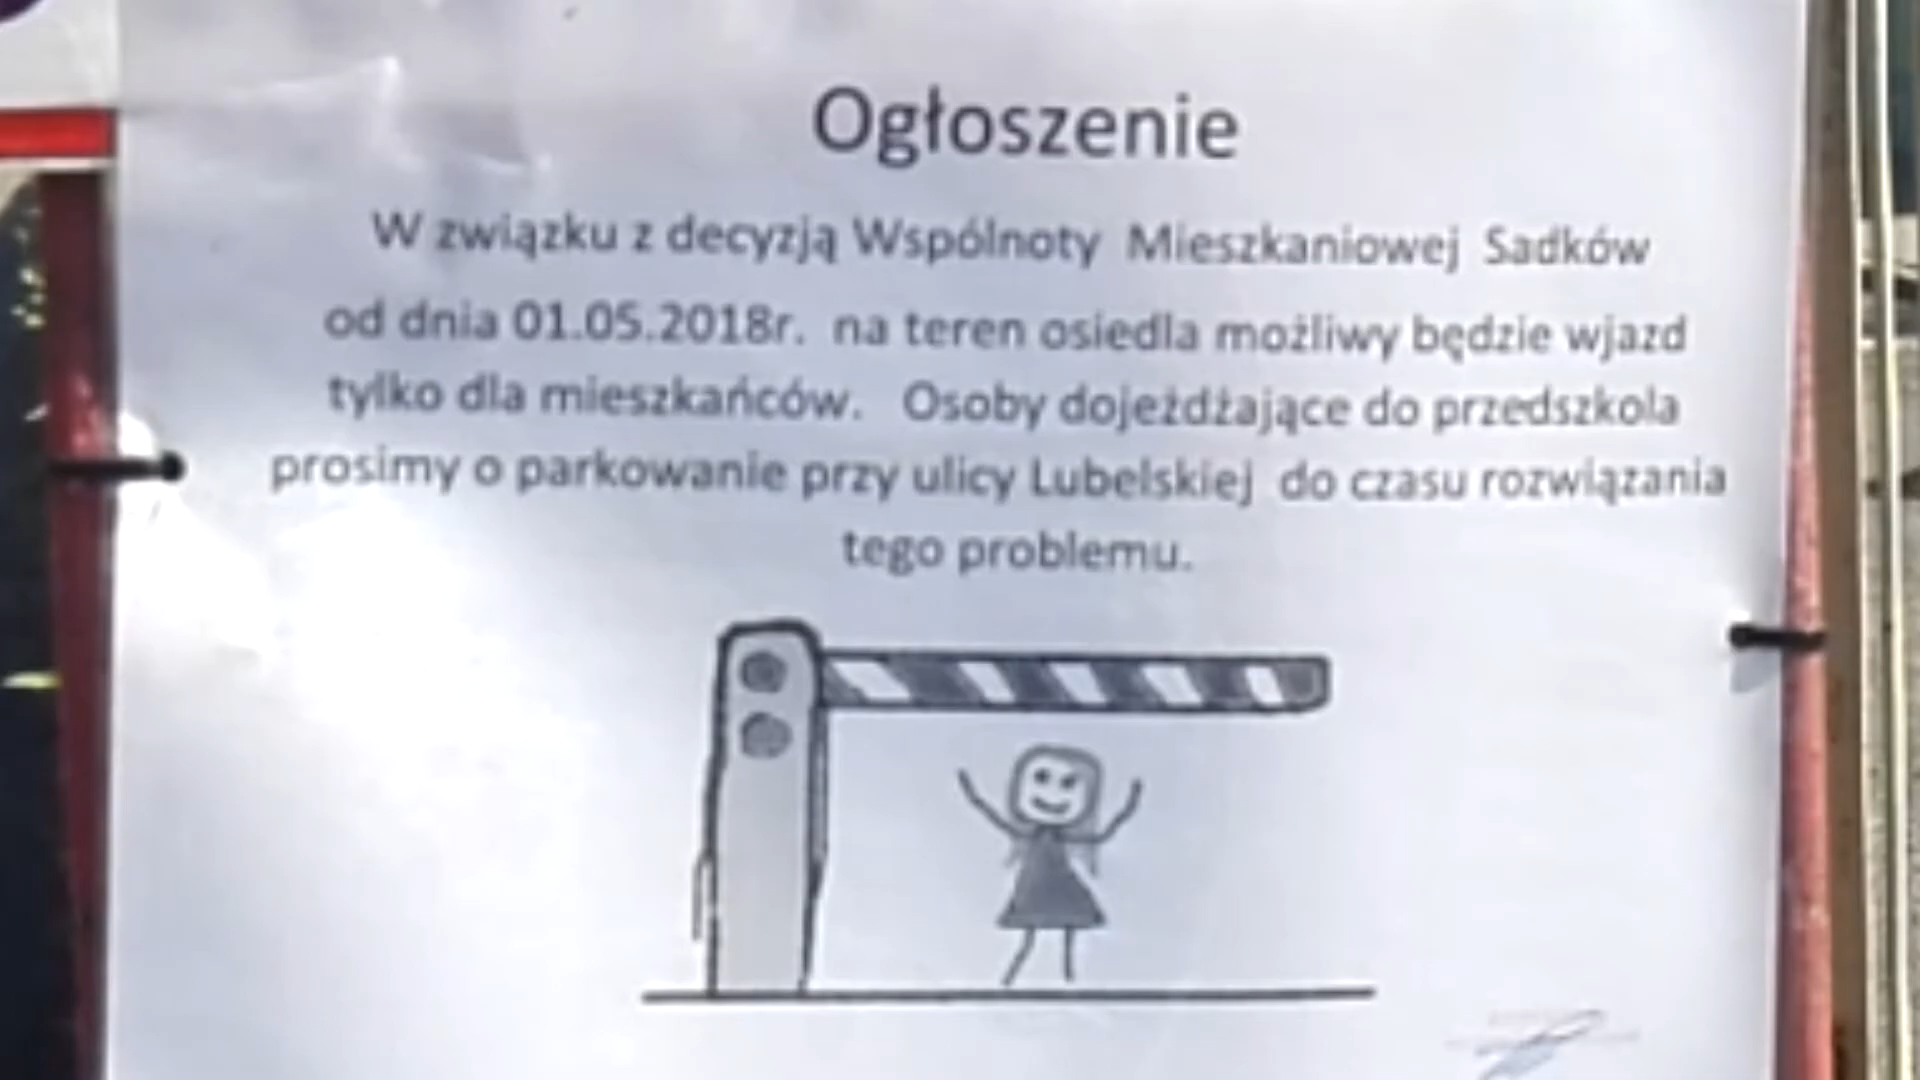 Ogłoszenie
W związku z decyzją Wspólnoty Mieszkaniowej Sadków
od dnia 01.05.2018r. na teren osiedla możliwy będzie wjazd
tylko dla mieszkańców. Osoby dojeżdżające do przedszkola
prosimy o parkowanie przy ulicy Lubelskiej do czasu rozwiązania
tego problemu.